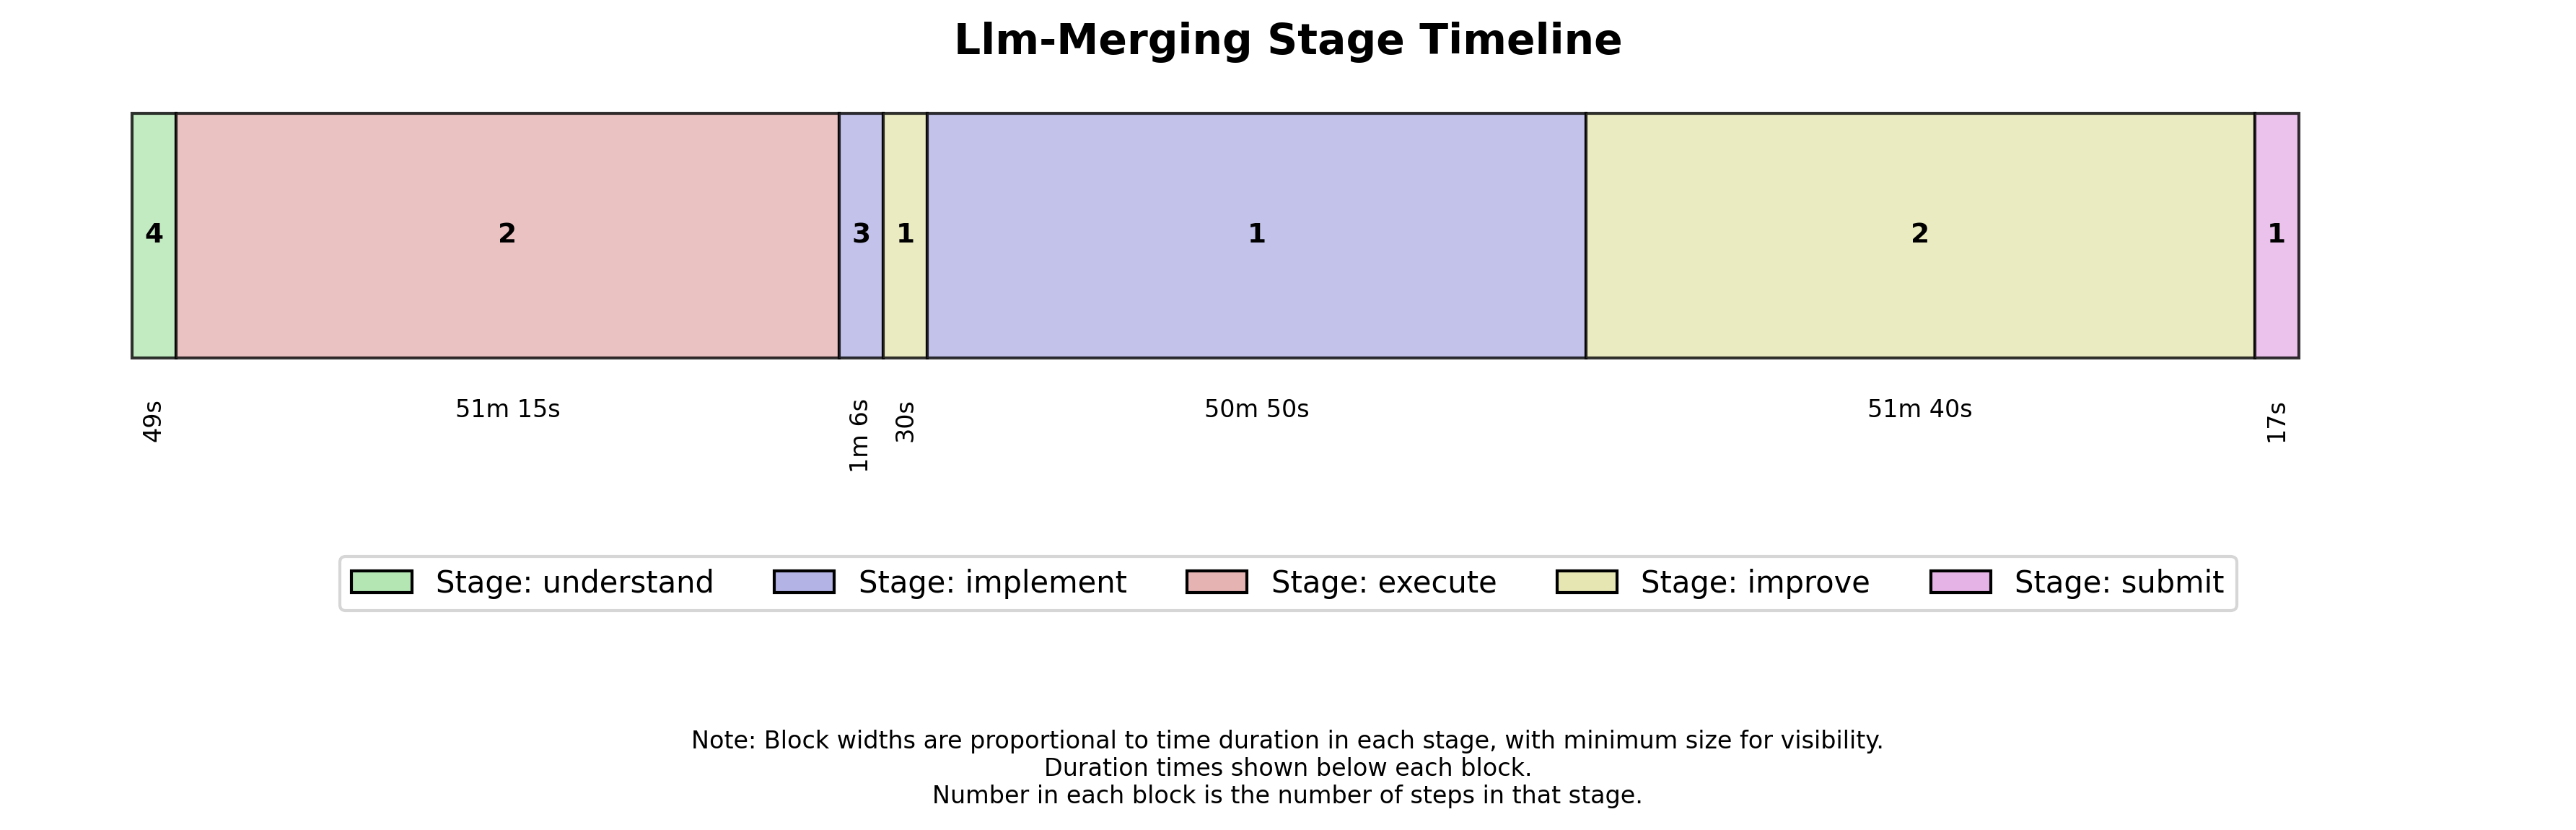 Llm-Merging Stage Timeline
4
2
3
1
1
2
1
49s
51m 15s
1m 6s
30s
50m 50s
51m 40s
17s
Stage: understand
Stage: implement
Stage: execute
Stage: improve
Stage: submit
Note: Block widths are proportional to time duration in each stage, with minimum size for visibility.
Duration times shown below each block.
Number in each block is the number of steps in that stage.